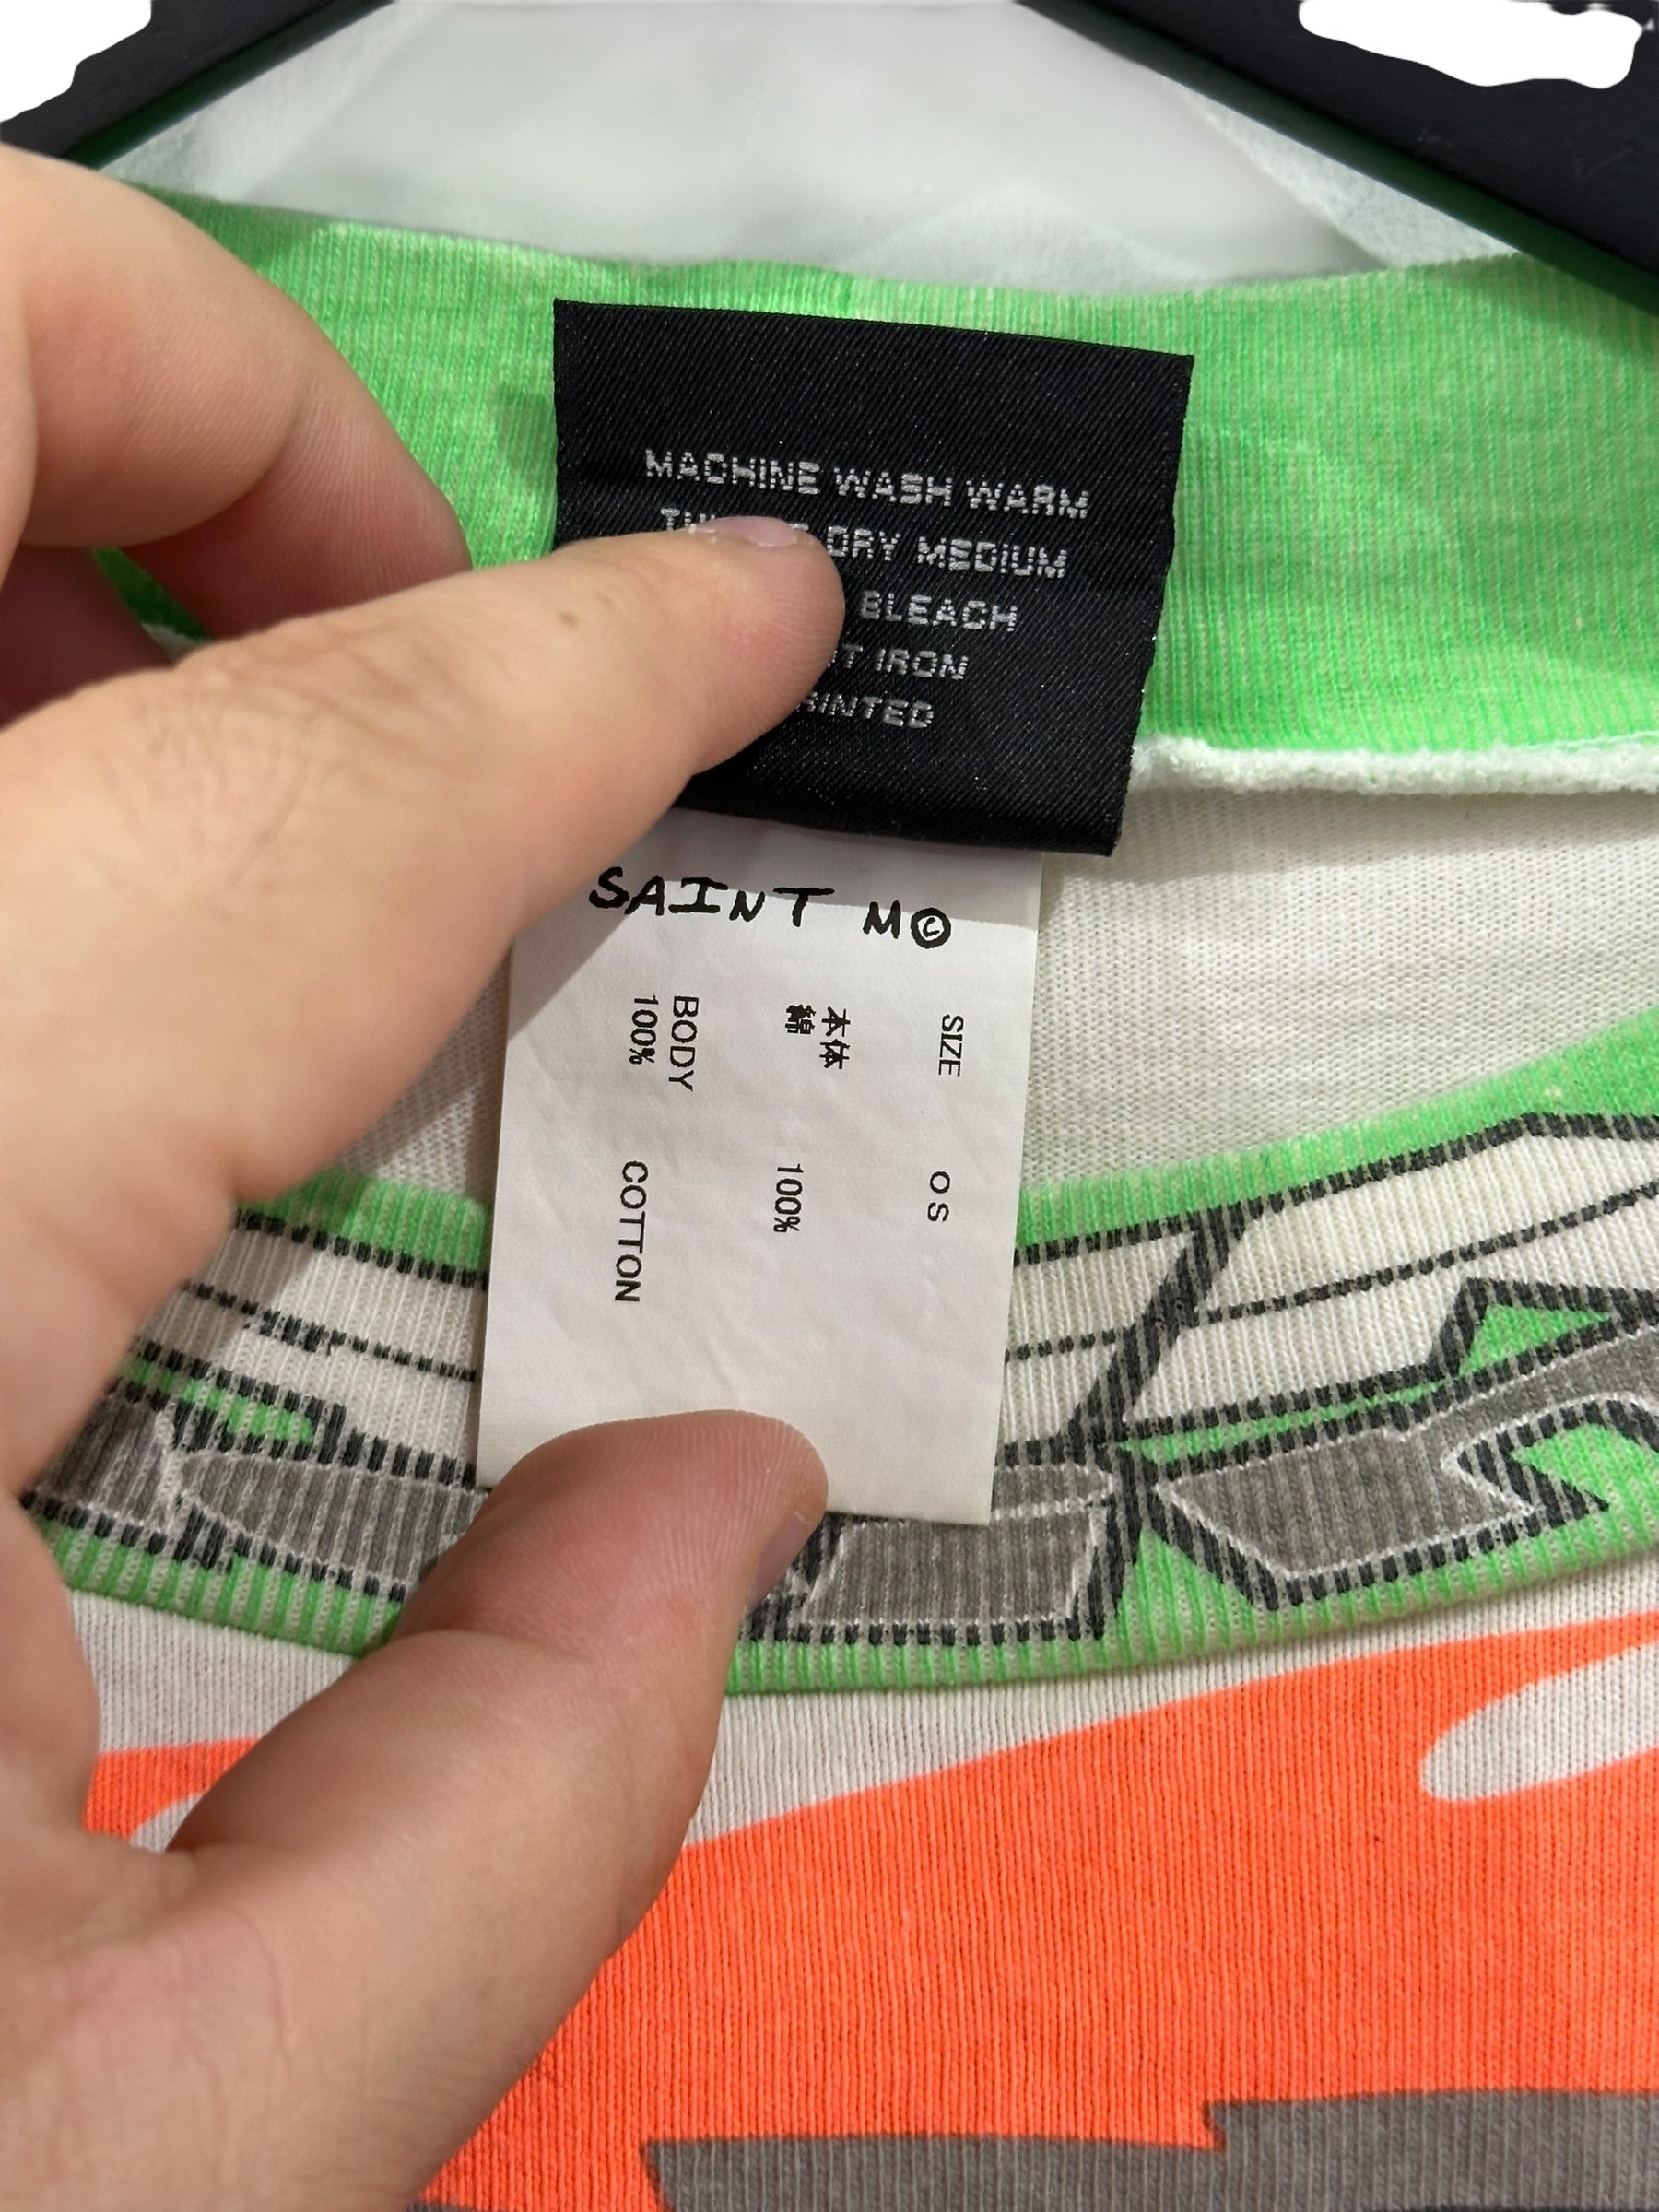 MACHINE WASH WARM
DRY MEDIUM
BLEACH
IRON
SAINT M©
SIZE OS
本体
綿 100%
BODY
100% COTTON